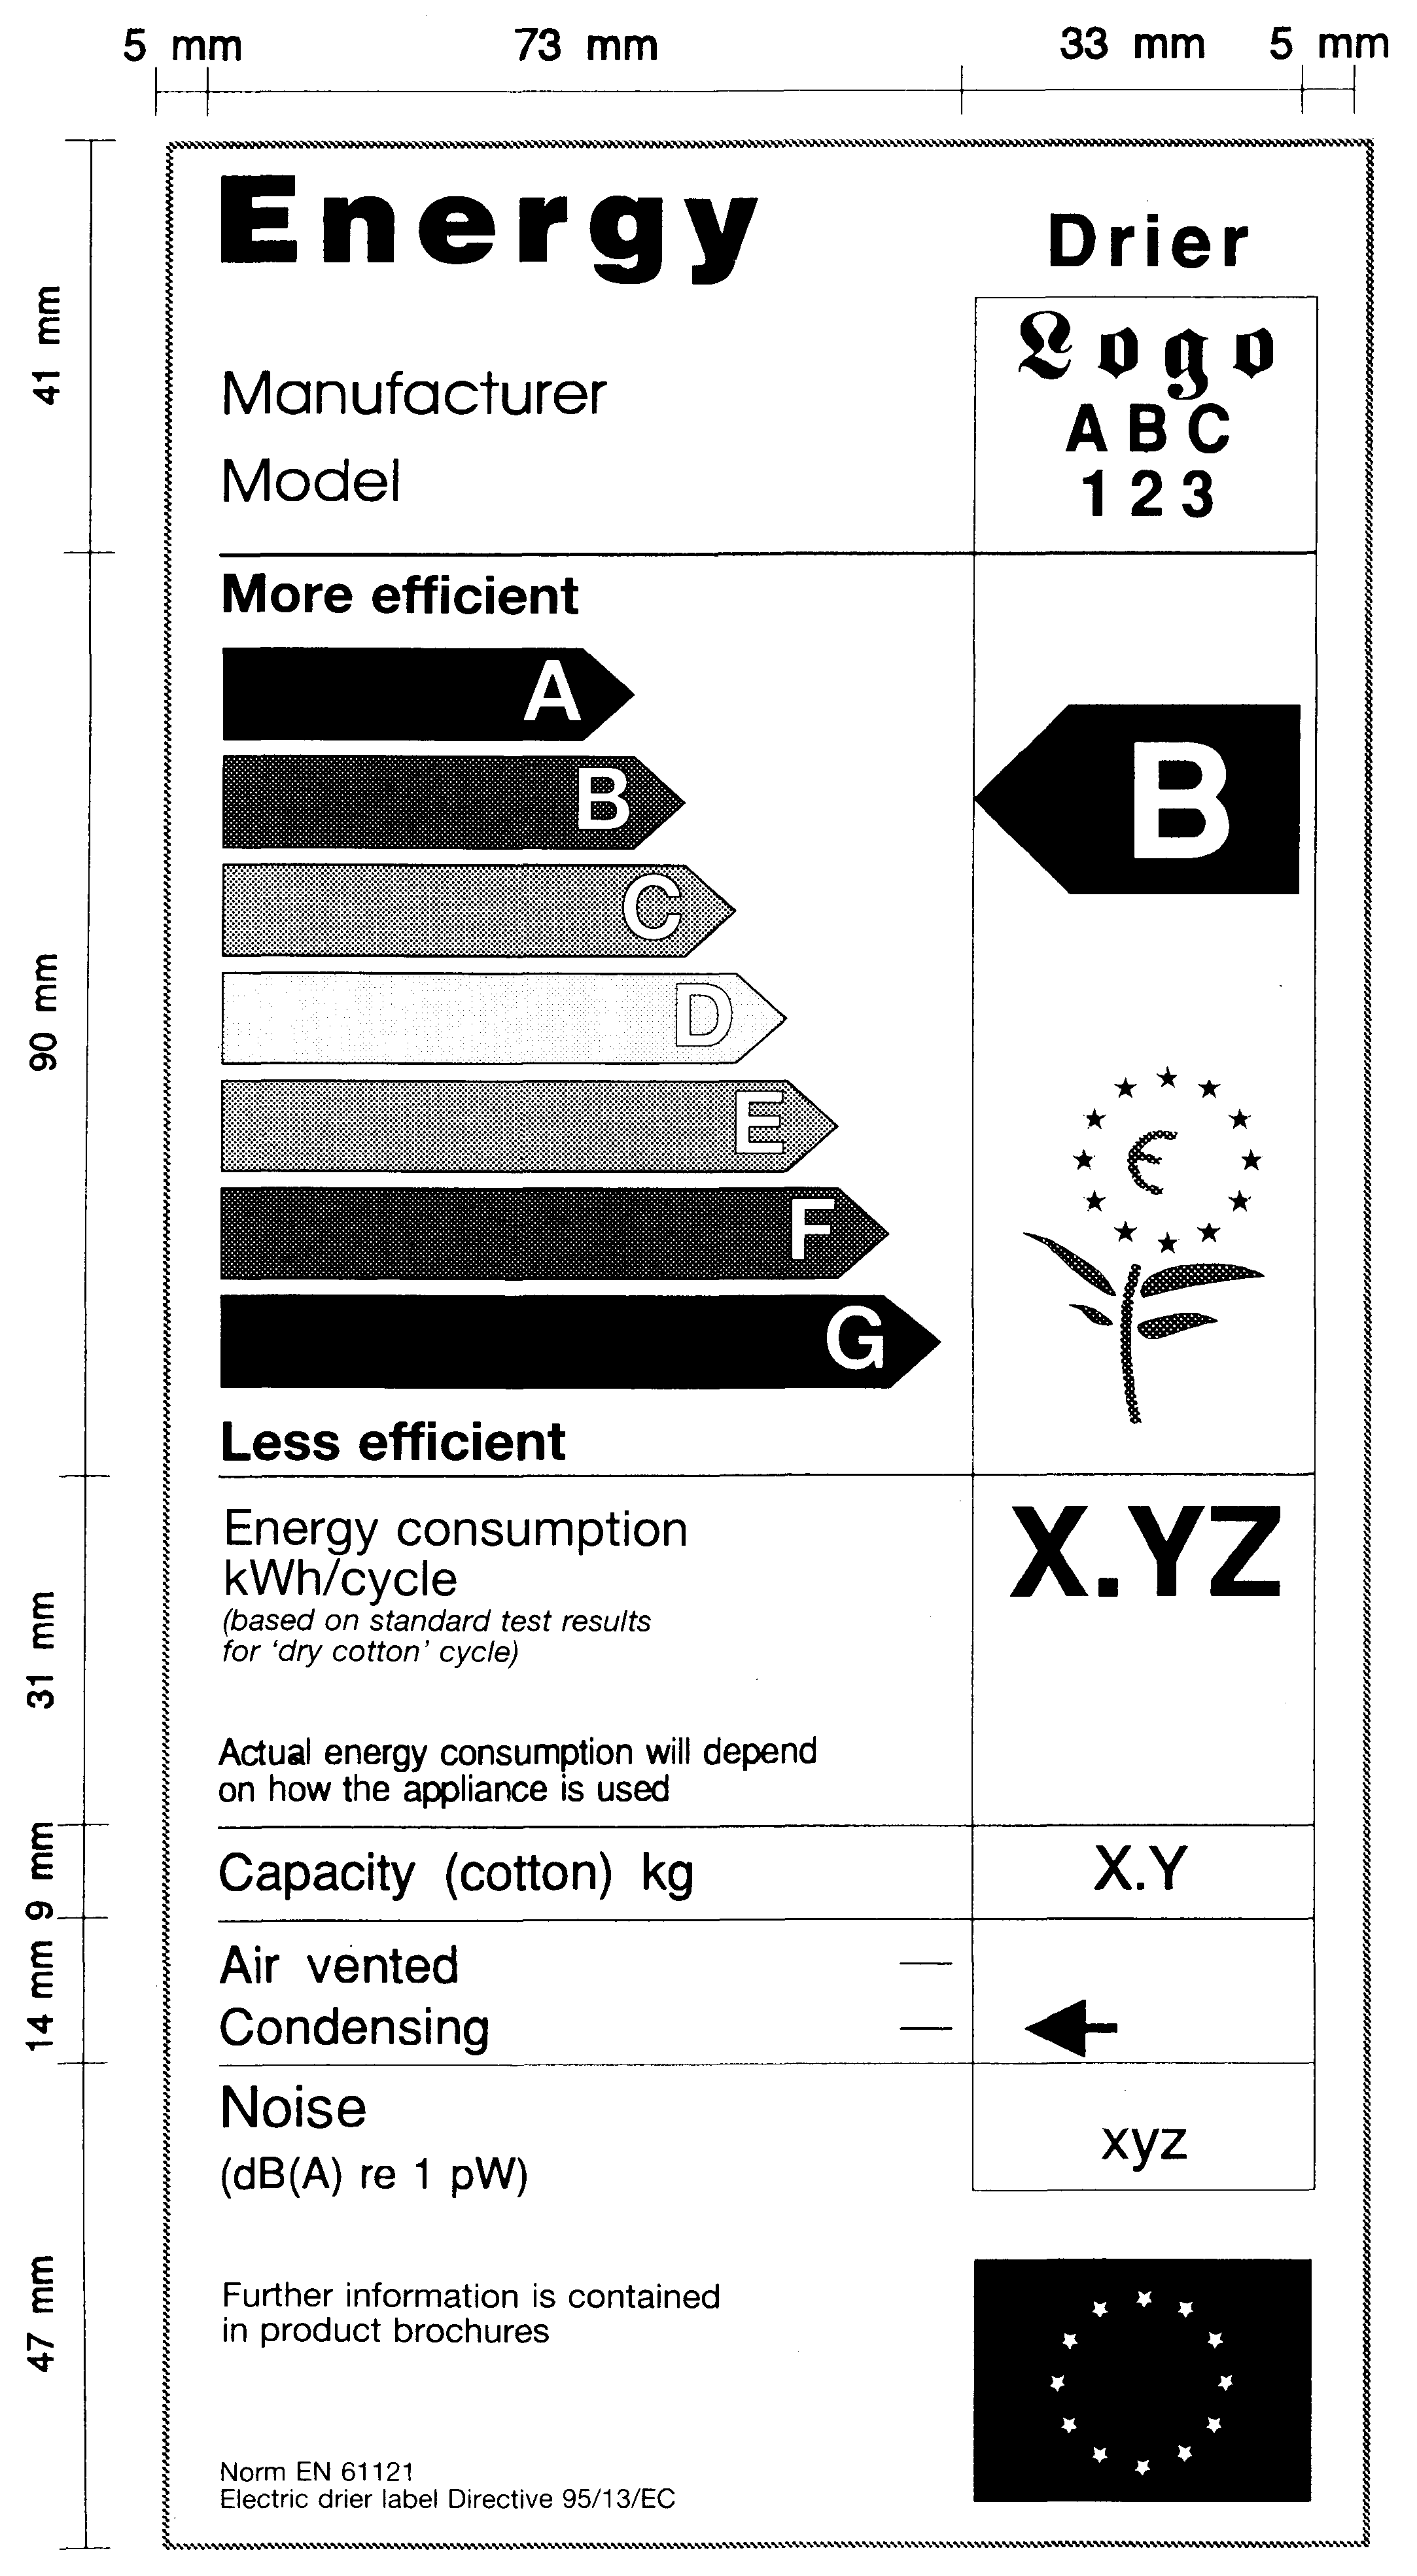 5 mm 73 mm 33 mm 5 mm
41 mm
90 mm
31 mm
9 mm
14 mm
47 mm
Energy
Drier
Manufacturer
Model
Logo
ABC
123
More efficient
A
B
C
D
E
F
G
B
Less efficient
Energy consumption
kWh/cycle
(based on standard test results
for ‘dry cotton’ cycle)
X.YZ
Actual energy consumption will depend
on how the appliance is used
Capacity (cotton) kg X.Y
Air vented —
Condensing —
Noise
(dB(A) re 1 pW)
xyz
Further information is contained
in product brochures
Norm EN 61121
Electric drier label Directive 95/13/EC